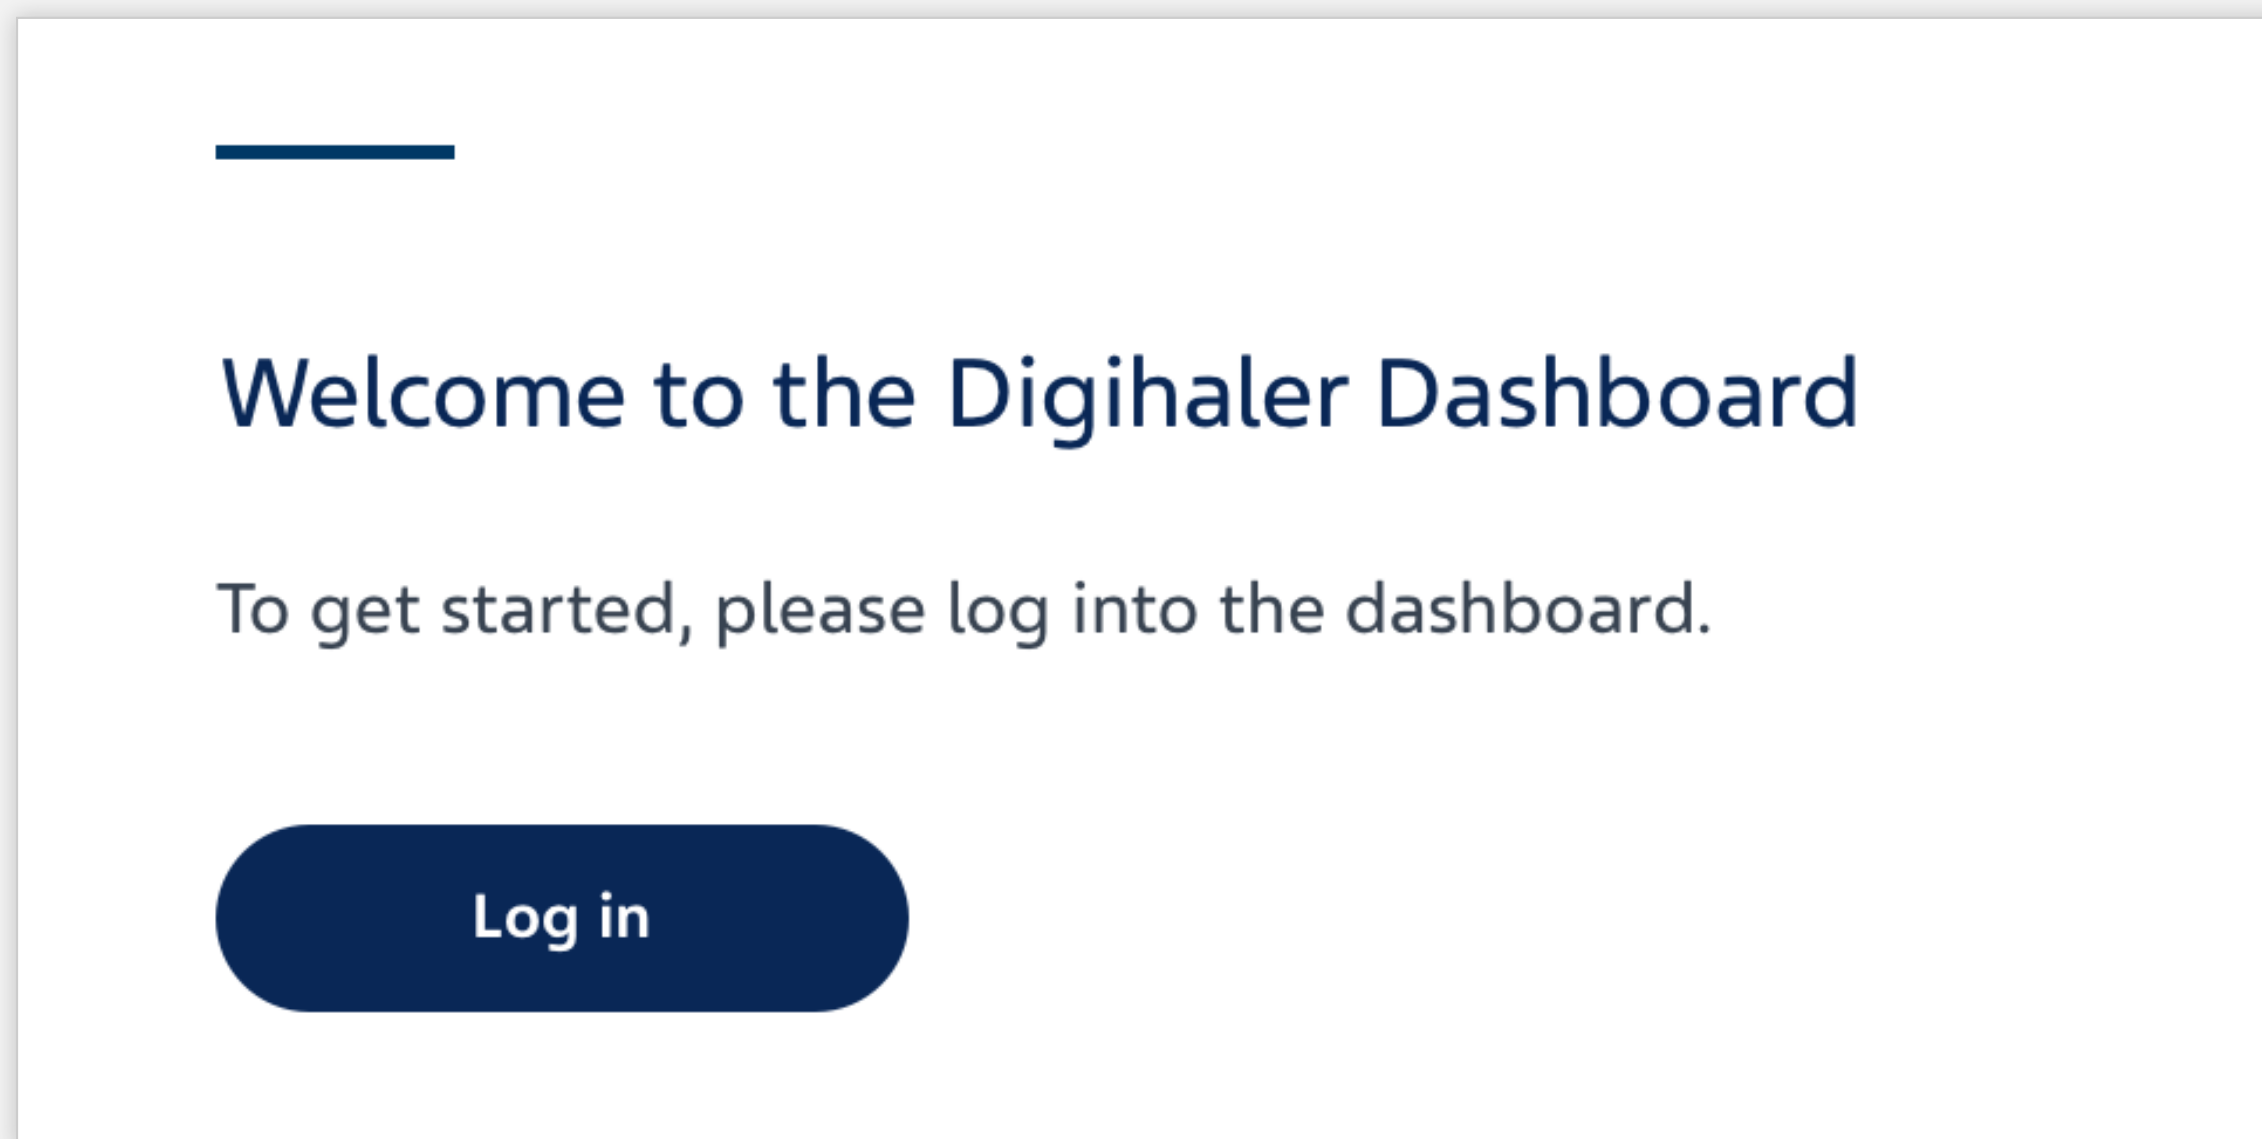 Welcome to the Digihaler Dashboard
To get started, please log into the dashboard.
Log in